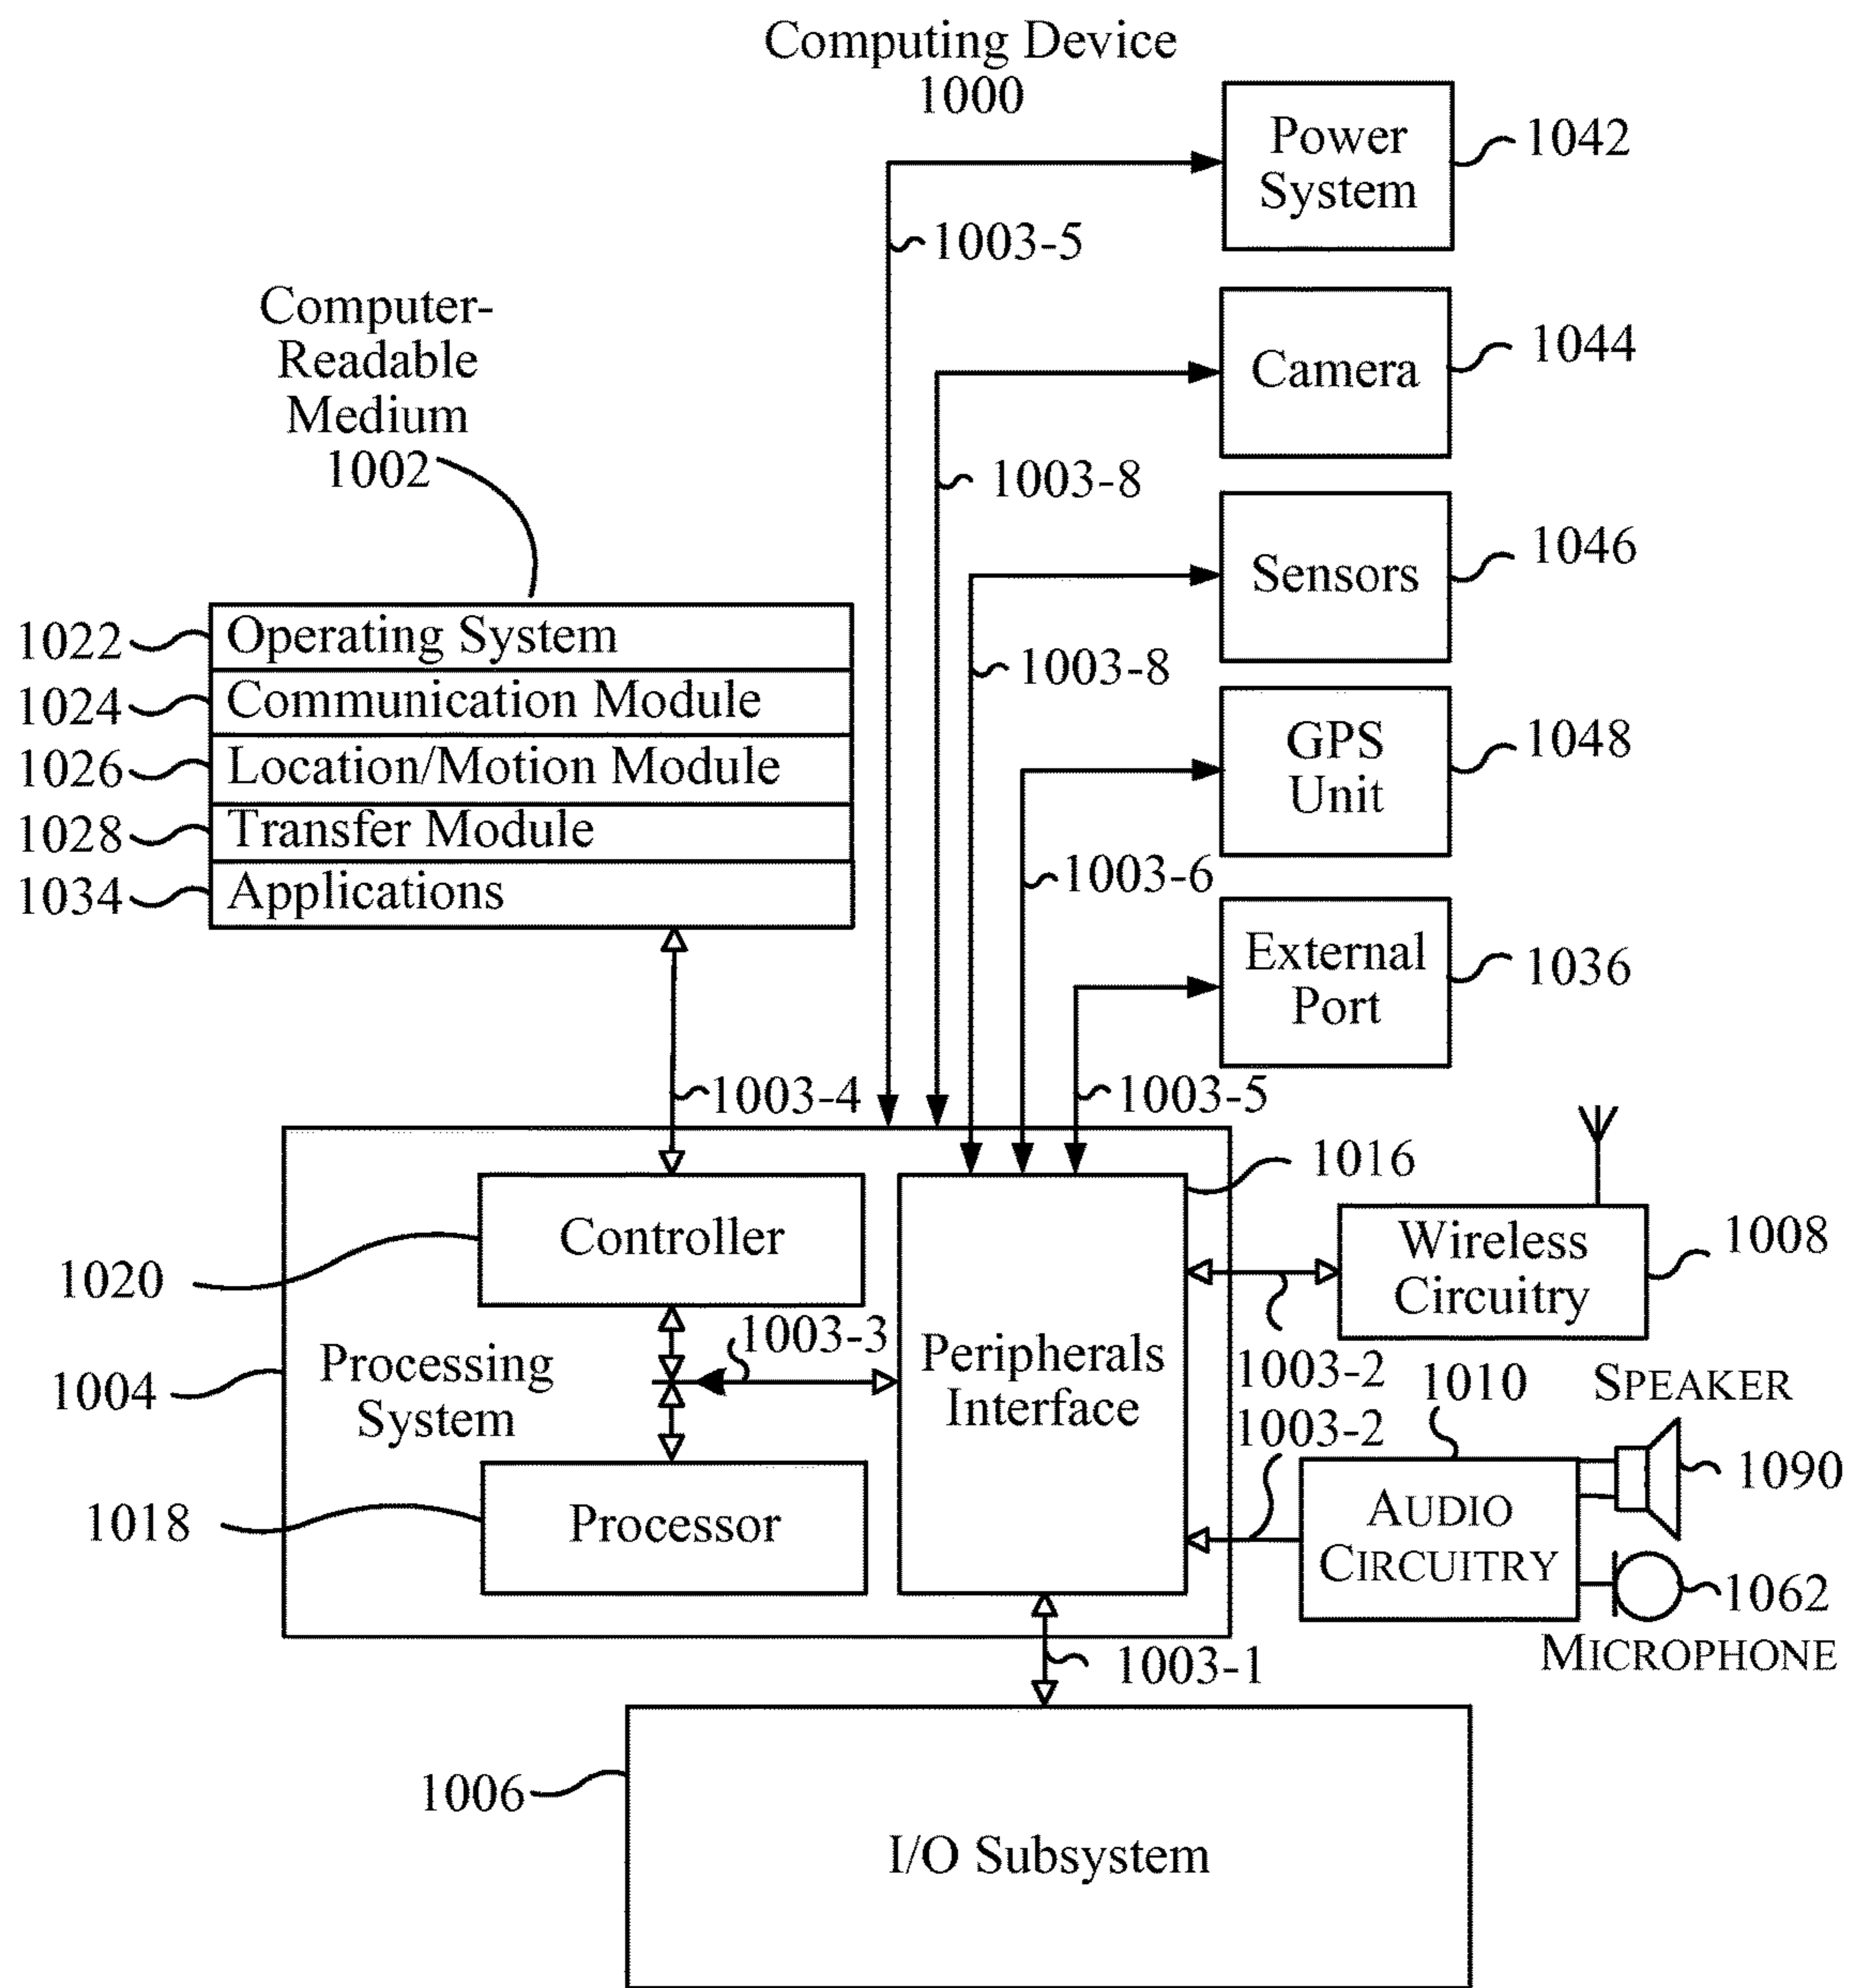 Computing Device
1000
Power
System
1042
1003-5
Computer-
Readable
Medium
1002
Camera
1044
1003-8
Sensors
1046
1003-8
1022
Operating System
1024
Communication Module
1026
Location/Motion Module
1028
Transfer Module
1034
Applications
GPS
Unit
1048
1003-6
External
Port
1036
1003-4
1003-5
1016
Controller
1020
Wireless
Circuitry
1008
1003-3
1003-2
Processing
System
1004
Peripherals
Interface
1010
SPEAKER
1003-2
1090
Processor
1018
AUDIO
CIRCUITRY
1062
MICROPHONE
1003-1
1006
I/O Subsystem